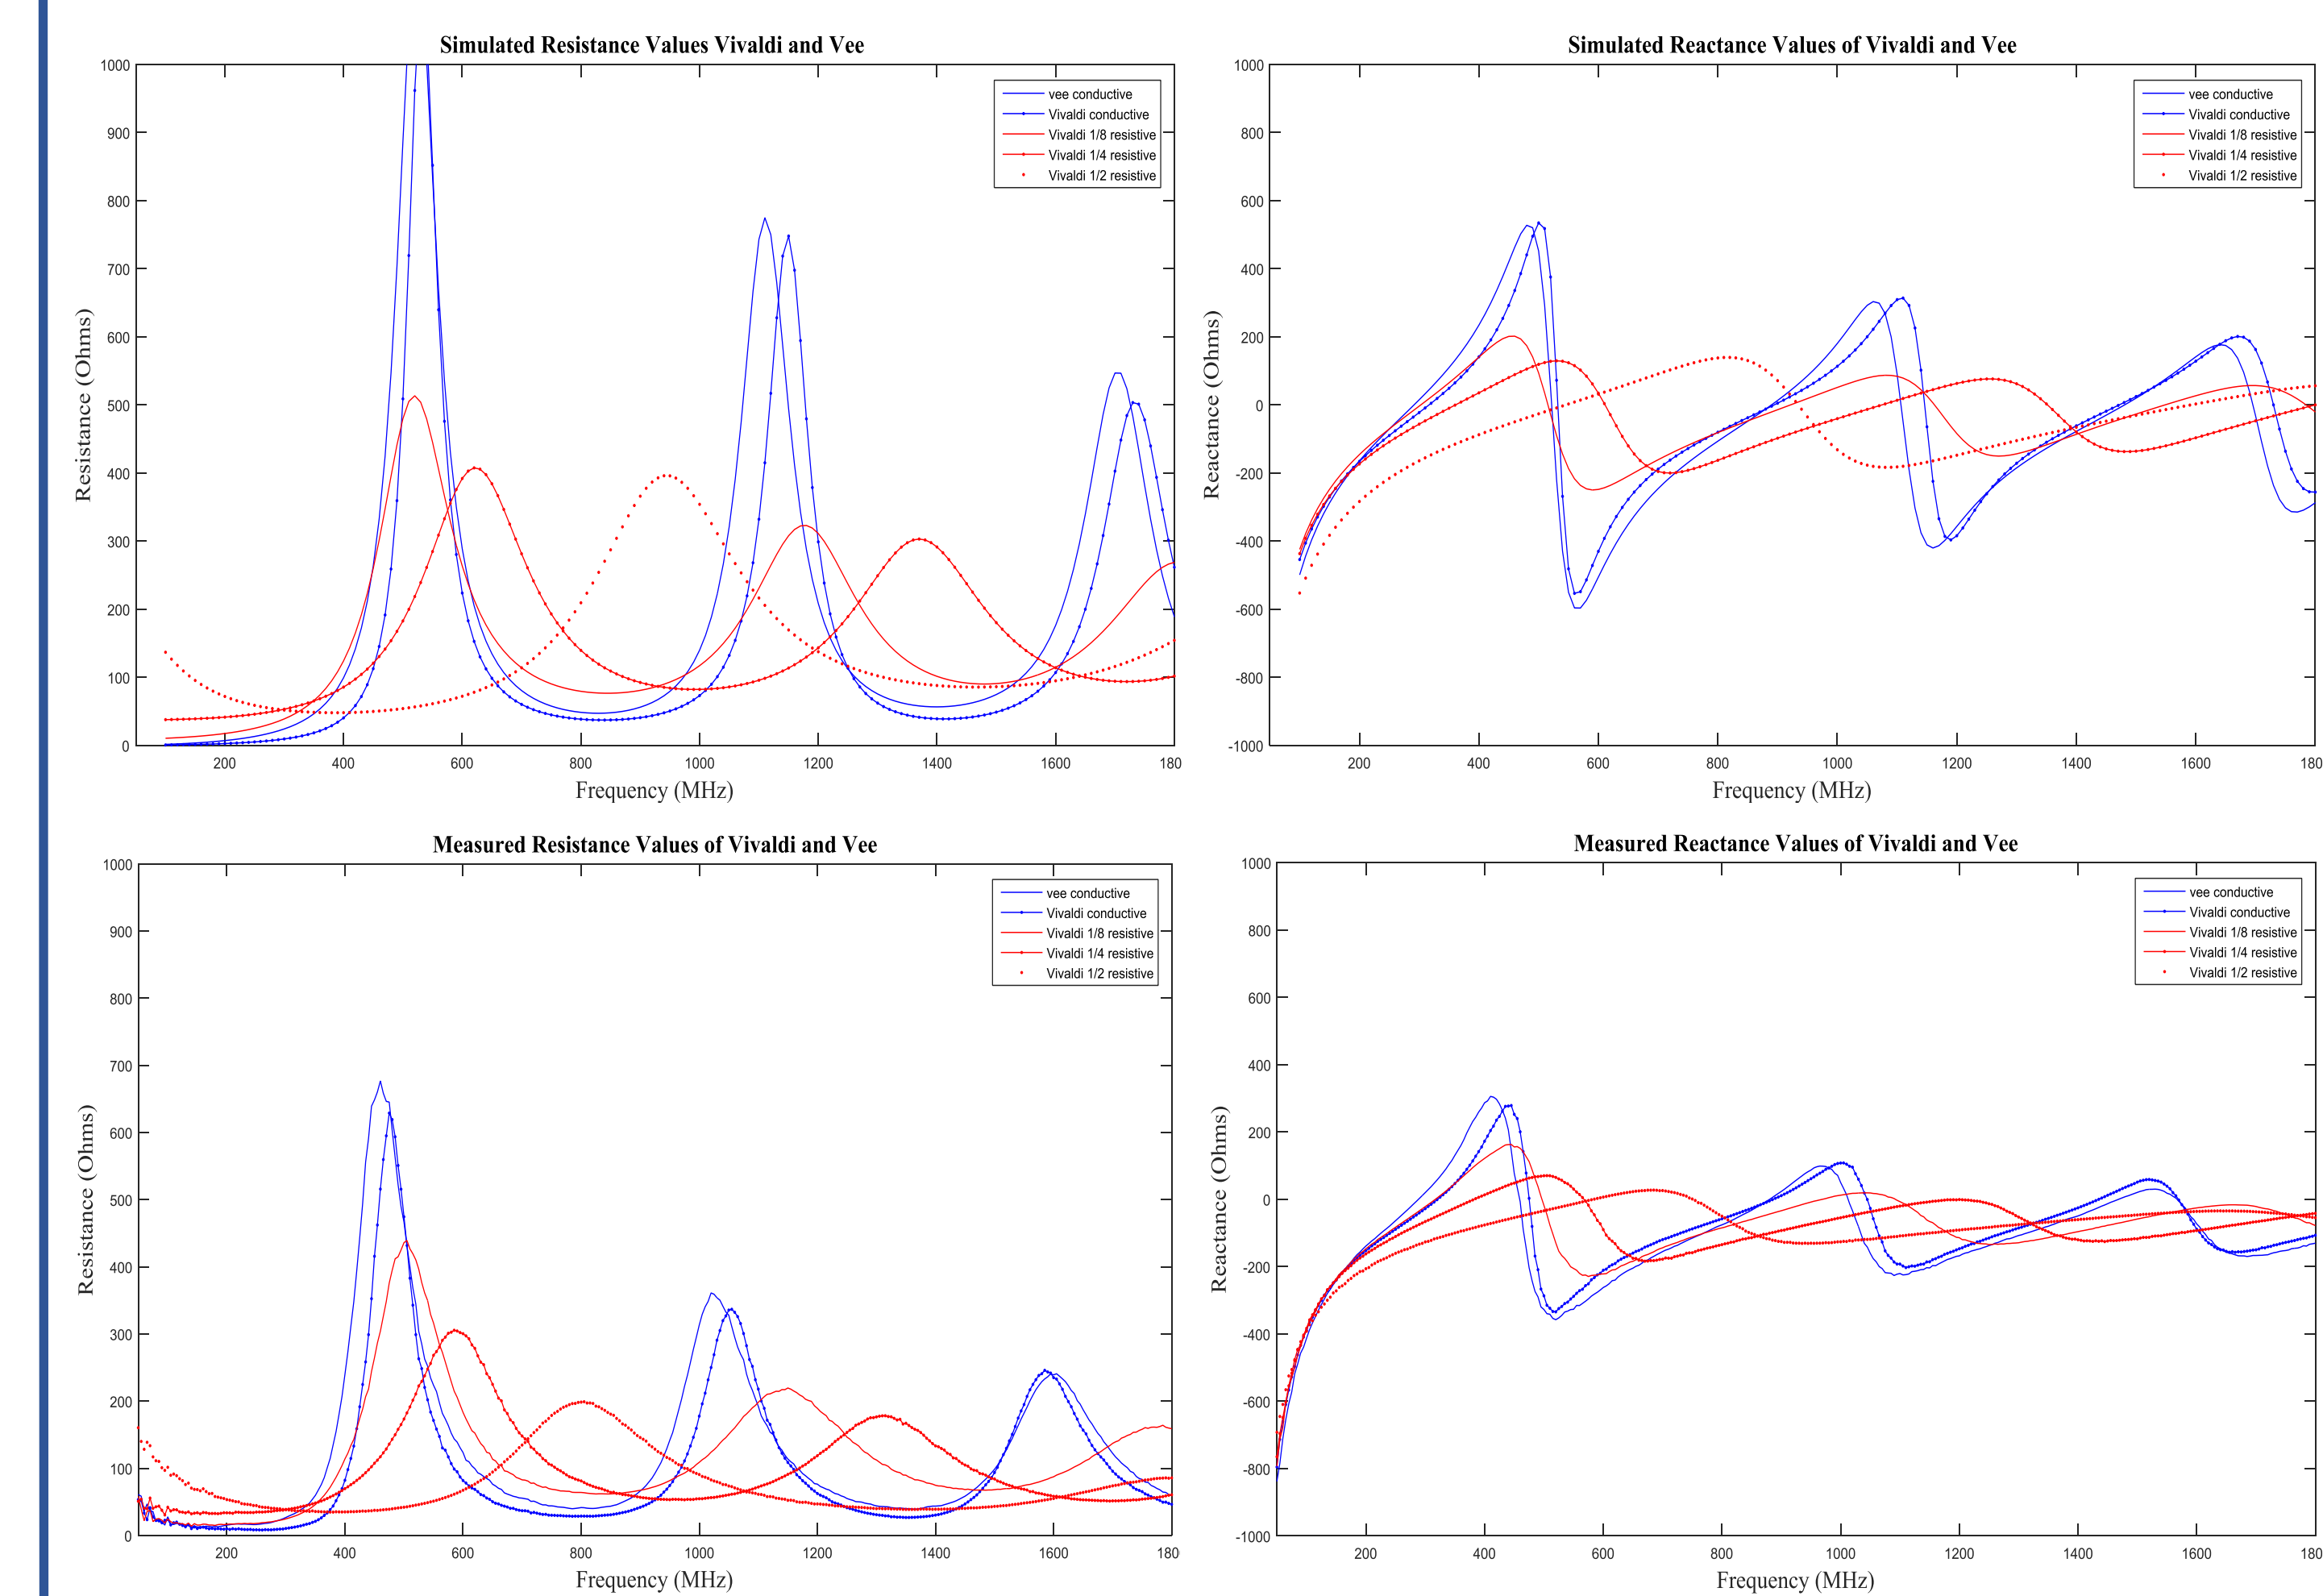 Simulated Resistance Values Vivaldi and Vee
1000
900
800
700
600
500
400
300
200
100
0
Resistance (Ohms)
vee conductive
Vivaldi conductive
Vivaldi 1/8 resistive
Vivaldi 1/4 resistive
Vivaldi 1/2 resistive
200 400 600 800 1000 1200 1400 1600 180
Frequency (MHz)
Simulated Reactance Values of Vivaldi and Vee
1000
800
600
400
200
0
-200
-400
-600
-800
-1000
Reactance (Ohms)
vee conductive
Vivaldi conductive
Vivaldi 1/8 resistive
Vivaldi 1/4 resistive
Vivaldi 1/2 resistive
200 400 600 800 1000 1200 1400 1600 180
Frequency (MHz)
Measured Resistance Values of Vivaldi and Vee
1000
900
800
700
600
500
400
300
200
100
0
Resistance (Ohms)
vee conductive
Vivaldi conductive
Vivaldi 1/8 resistive
Vivaldi 1/4 resistive
Vivaldi 1/2 resistive
200 400 600 800 1000 1200 1400 1600 180
Frequency (MHz)
Measured Reactance Values of Vivaldi and Vee
1000
800
600
400
200
0
-200
-400
-600
-800
-1000
Reactance (Ohms)
vee conductive
Vivaldi conductive
Vivaldi 1/8 resistive
Vivaldi 1/4 resistive
Vivaldi 1/2 resistive
200 400 600 800 1000 1200 1400 1600 180
Frequency (MHz)